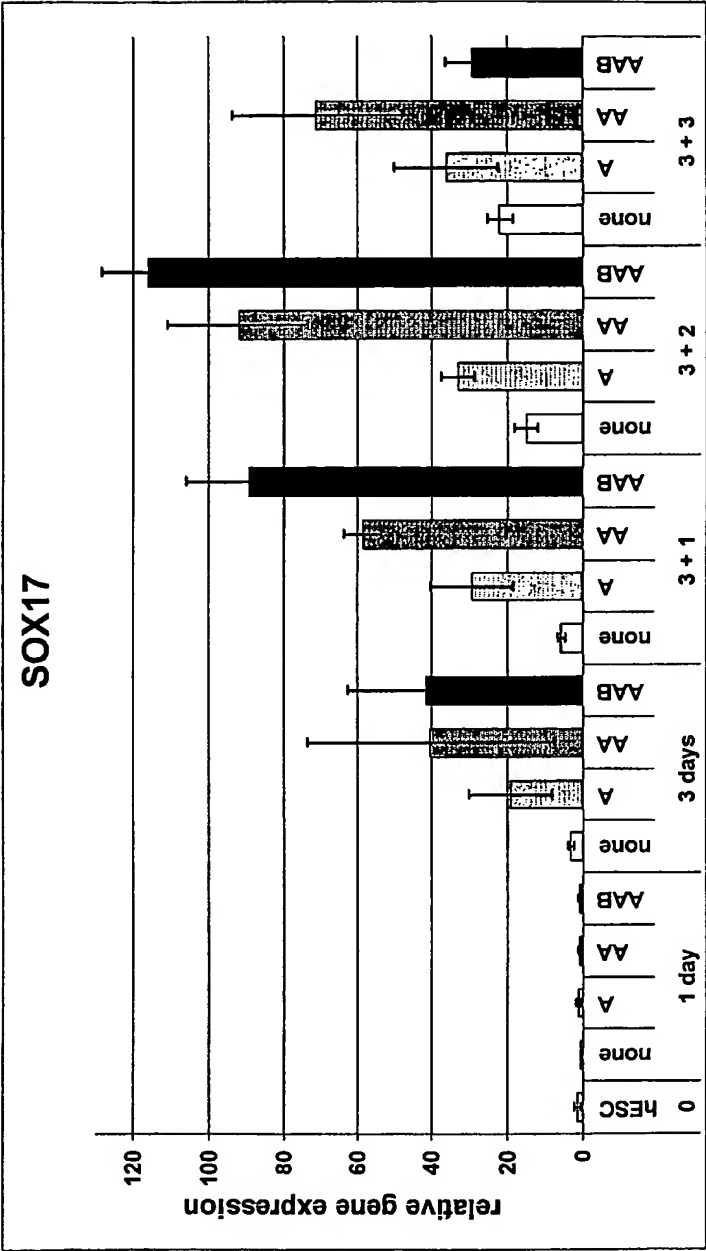 SOX17
relative gene expression
120
100
80
60
40
20
0
hESC none A AA AAB none A AA AAB none A AA AAB none A AA AAB none A AA AAB
0 1 day 3 days 3 + 1 3 + 2 3 + 3